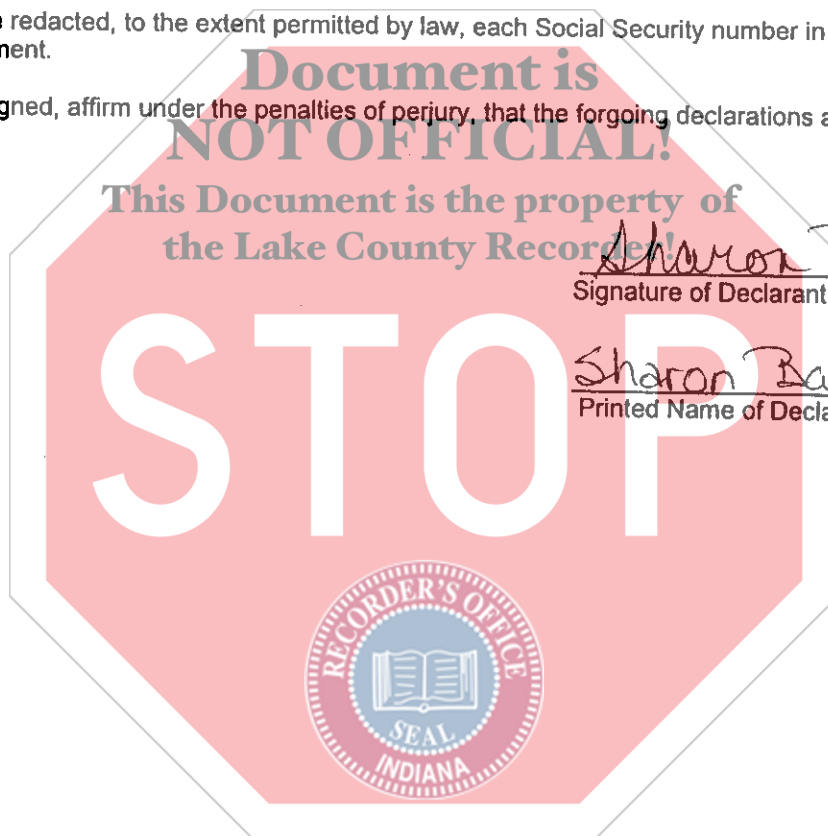 e redacted, to the extent permitted by law, each Social Security number in
ment.
Document is
gned, affirm under the penalties of perjury, that the forgoing declarations a
NOT OFFICIAL!
This Document is the property of
the Lake County Recorder!
Sharon
Signature of Declarant
Sharon Ba
Printed Name of Decla
STOP
RECORDER'S OFFICE
SEAL
INDIANA